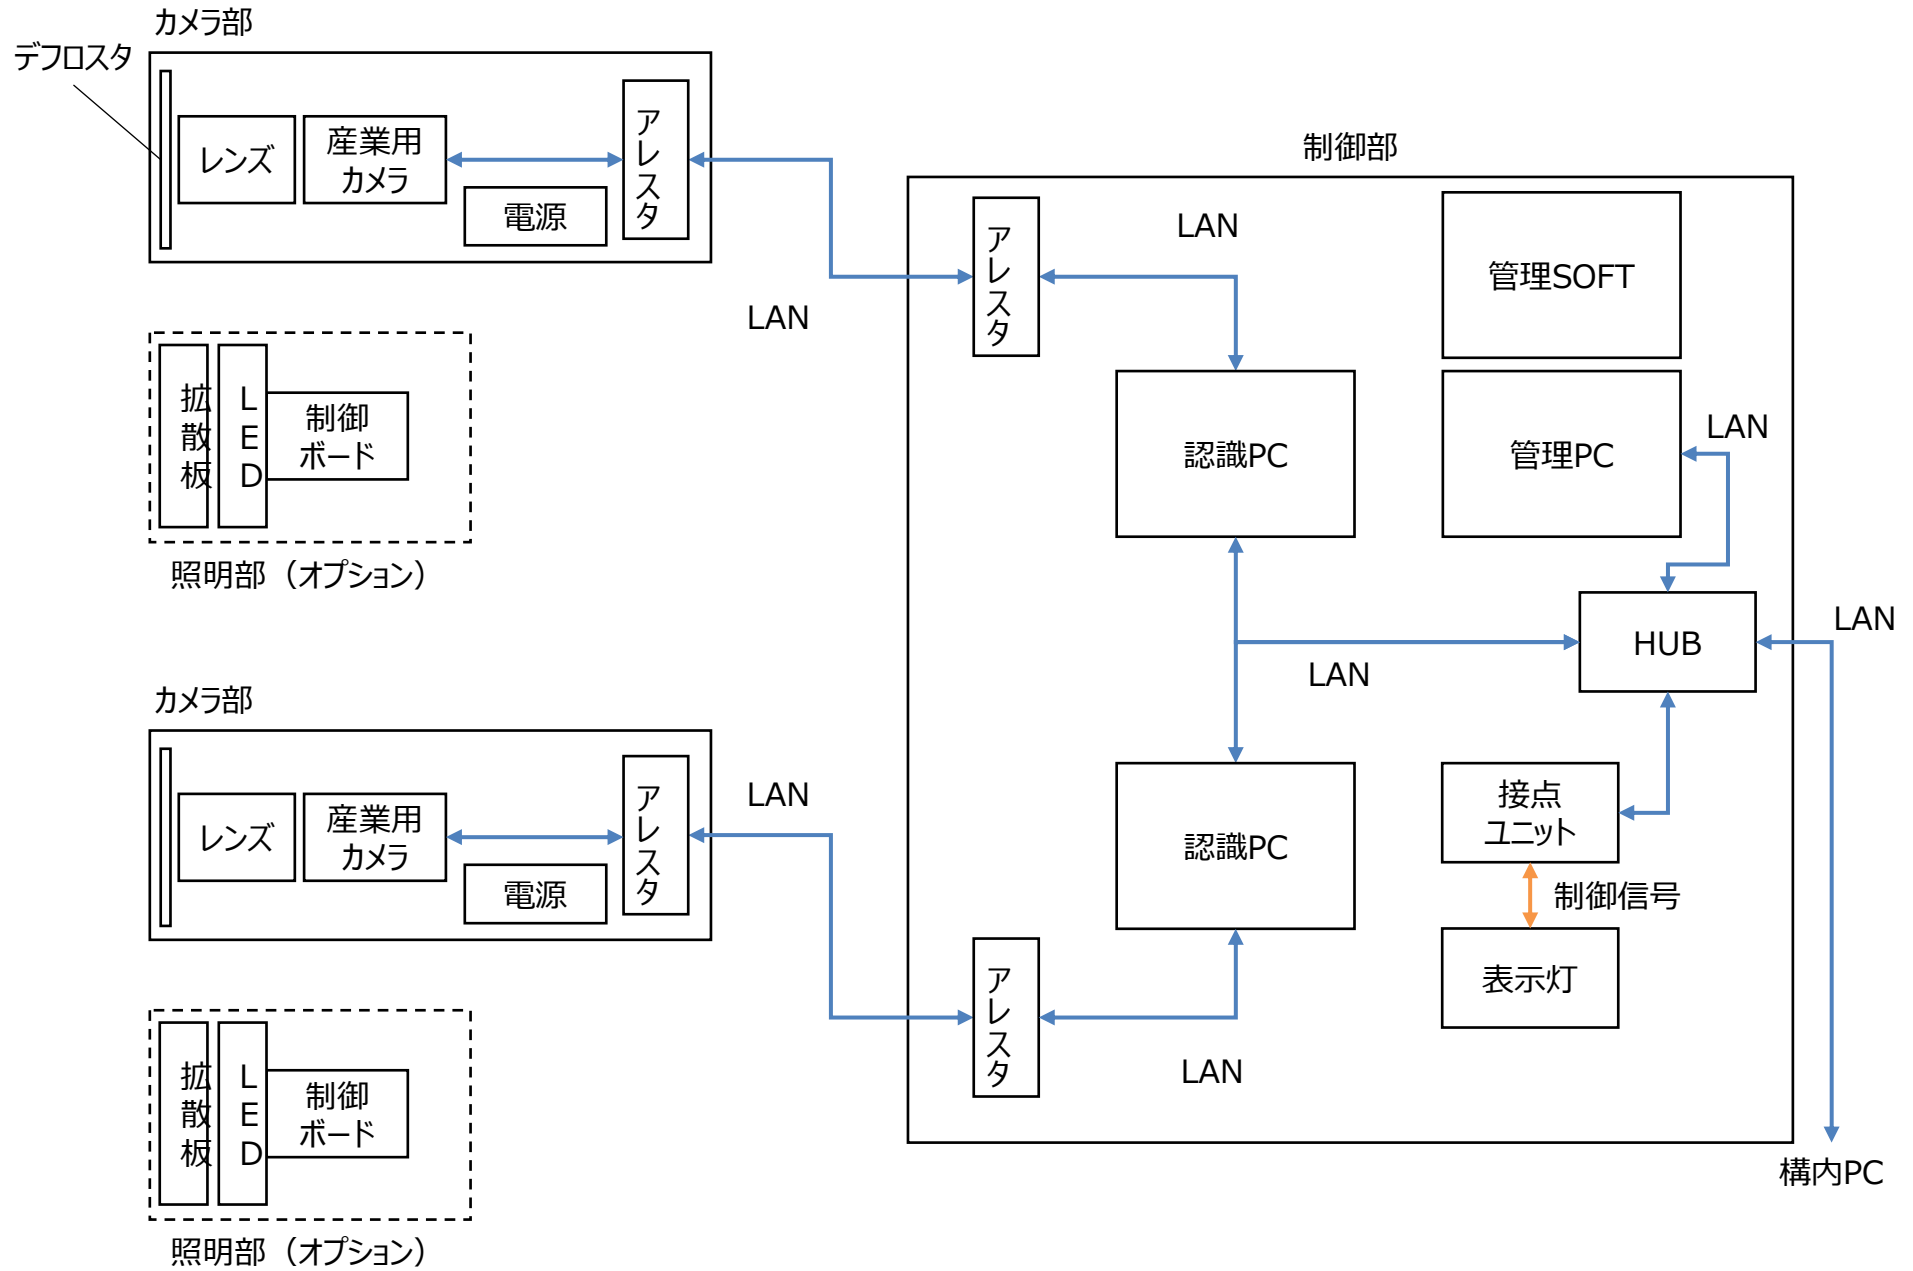 カメラ部
デフロスタ
レンズ
産業用
カメラ
電源
アレスタ
LAN
拡散板
LED
制御
ボード
照明部（オプション）
カメラ部
レンズ
産業用
カメラ
電源
アレスタ
LAN
拡散板
LED
制御
ボード
照明部（オプション）
制御部
アレスタ
LAN
管理SOFT
認識PC
管理PC
LAN
HUB
LAN
LAN
認識PC
接点
ユニット
制御信号
表示灯
アレスタ
LAN
構内PC